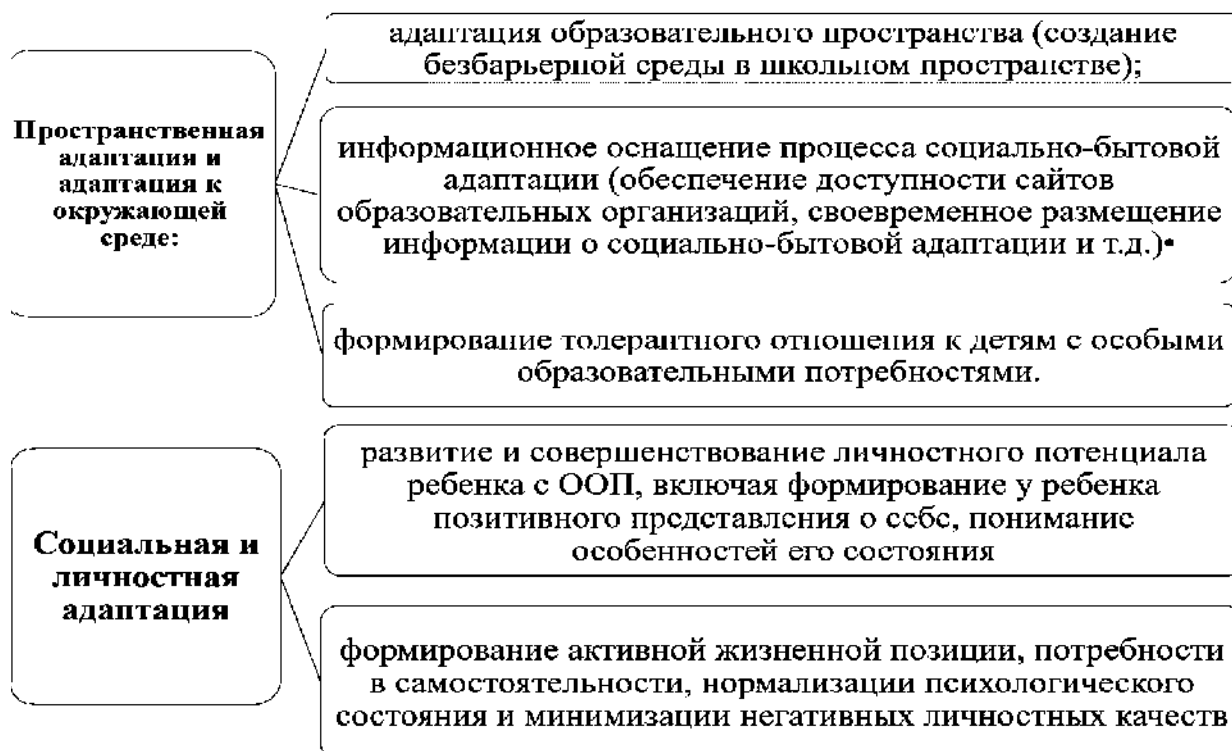 Пространственная
адаптация и
адаптация к
окружающей
среде:
адаптация образовательного пространства (создание
безбарьерной среды в школьном пространстве);
информационное оснащение процесса социально-бытовой
адаптации (обеспечение доступности сайтов
образовательных организаций, своевременное размещение
информации о социально-бытовой адаптации и т.д.)•
формирование толерантного отношения к детям с особыми
образовательными потребностями.
Социальная и
личностная
адаптация
развитие и совершенствование личностного потенциала
ребенка с ООП, включая формирование у ребенка
позитивного представления о себе, понимание
особенностей его состояния
формирование активной жизненной позиции, потребности
в самостоятельности, нормализации психологического
состояния и минимизации негативных личностных качеств